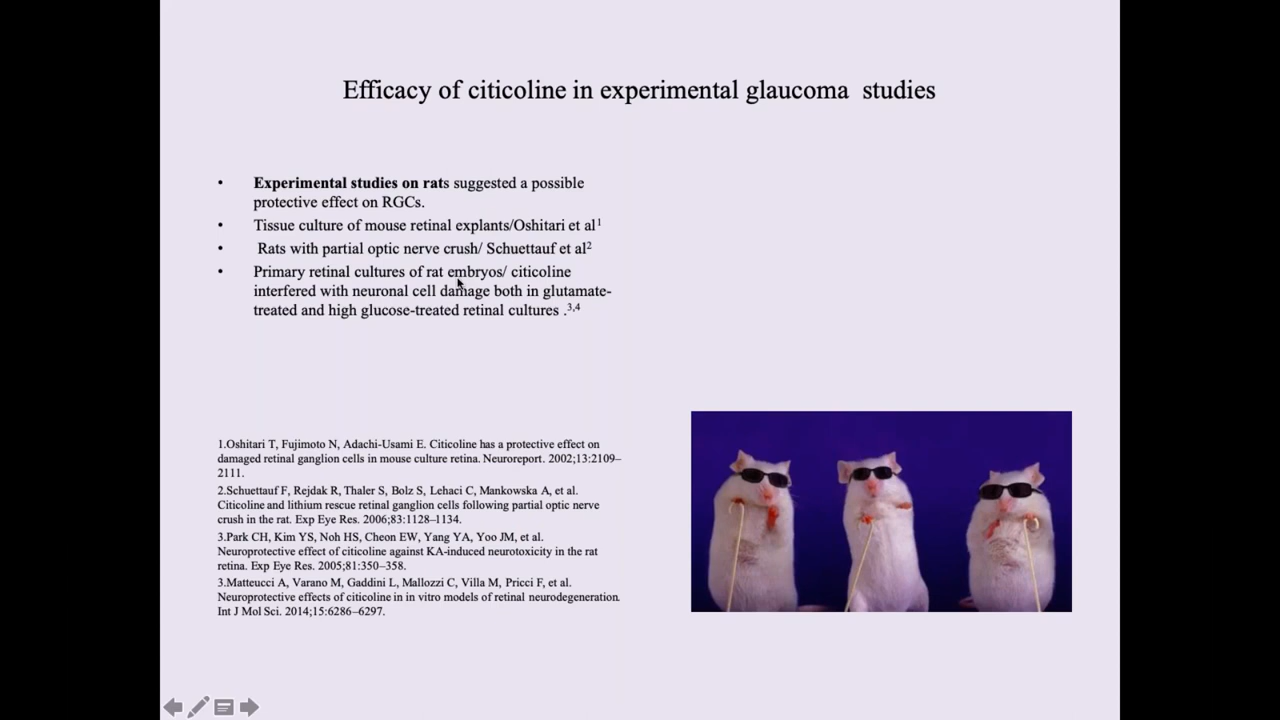 Efficacy of citicoline in experimental glaucoma  studies
• Experimental studies on rats suggested a possible
protective effect on RGCs.
• Tissue culture of mouse retinal explants/Oshitari et al1
• Rats with partial optic nerve crush/ Schuettauf et al2
• Primary retinal cultures of rat embryos/ citicoline
interfered with neuronal cell damage both in glutamate-
treated and high glucose-treated retinal cultures .3,4
1.Oshitari T, Fujimoto N, Adachi-Usami E. Citicoline has a protective effect on
damaged retinal ganglion cells in mouse culture retina. Neuroreport. 2002;13:2109–
2111.
2.Schuettauf F, Rejdak R, Thaler S, Bolz S, Lehaci C, Mankowska A, et al.
Citicoline and lithium rescue retinal ganglion cells following partial optic nerve
crush in the rat. Exp Eye Res. 2006;83:1128–1134.
3.Park CH, Kim YS, Noh HS, Cheon EW, Yang YA, Yoo JM, et al.
Neuroprotective effect of citicoline against KA-induced neurotoxicity in the rat
retina. Exp Eye Res. 2005;81:350–358.
3.Matteucci A, Varano M, Gaddini L, Mallozzi C, Villa M, Pricci F, et al.
Neuroprotective effects of citicoline in in vitro models of retinal neurodegeneration.
Int J Mol Sci. 2014;15:6286–6297.